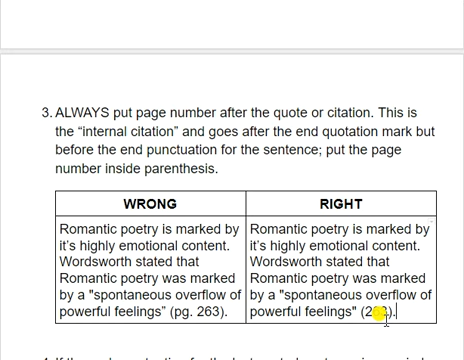 3. ALWAYS put page number after the quote or citation. This is
the “internal citation” and goes after the end quotation mark but
before the end punctuation for the sentence; put the page
number inside parenthesis.
WRONG
Romantic poetry is marked by
it’s highly emotional content.
Wordsworth stated that
Romantic poetry was marked
by a "spontaneous overflow of
powerful feelings” (pg. 263).
RIGHT
Romantic poetry is marked by
it’s highly emotional content.
Wordsworth stated that
Romantic poetry was marked
by a "spontaneous overflow of
powerful feelings"